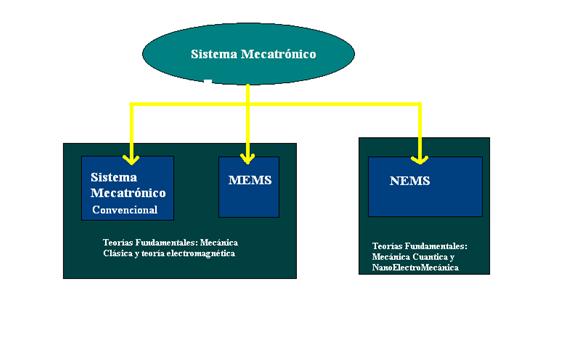 Sistema Mecatrónico
Sistema
Mecatrónico
Convencional
MEMS
Teorías Fundamentales: Mecánica
Clásica y teoría electromagnética
NEMS
Teorías Fundamentales:
Mecánica Cuantica y
NanoElectroMecánica